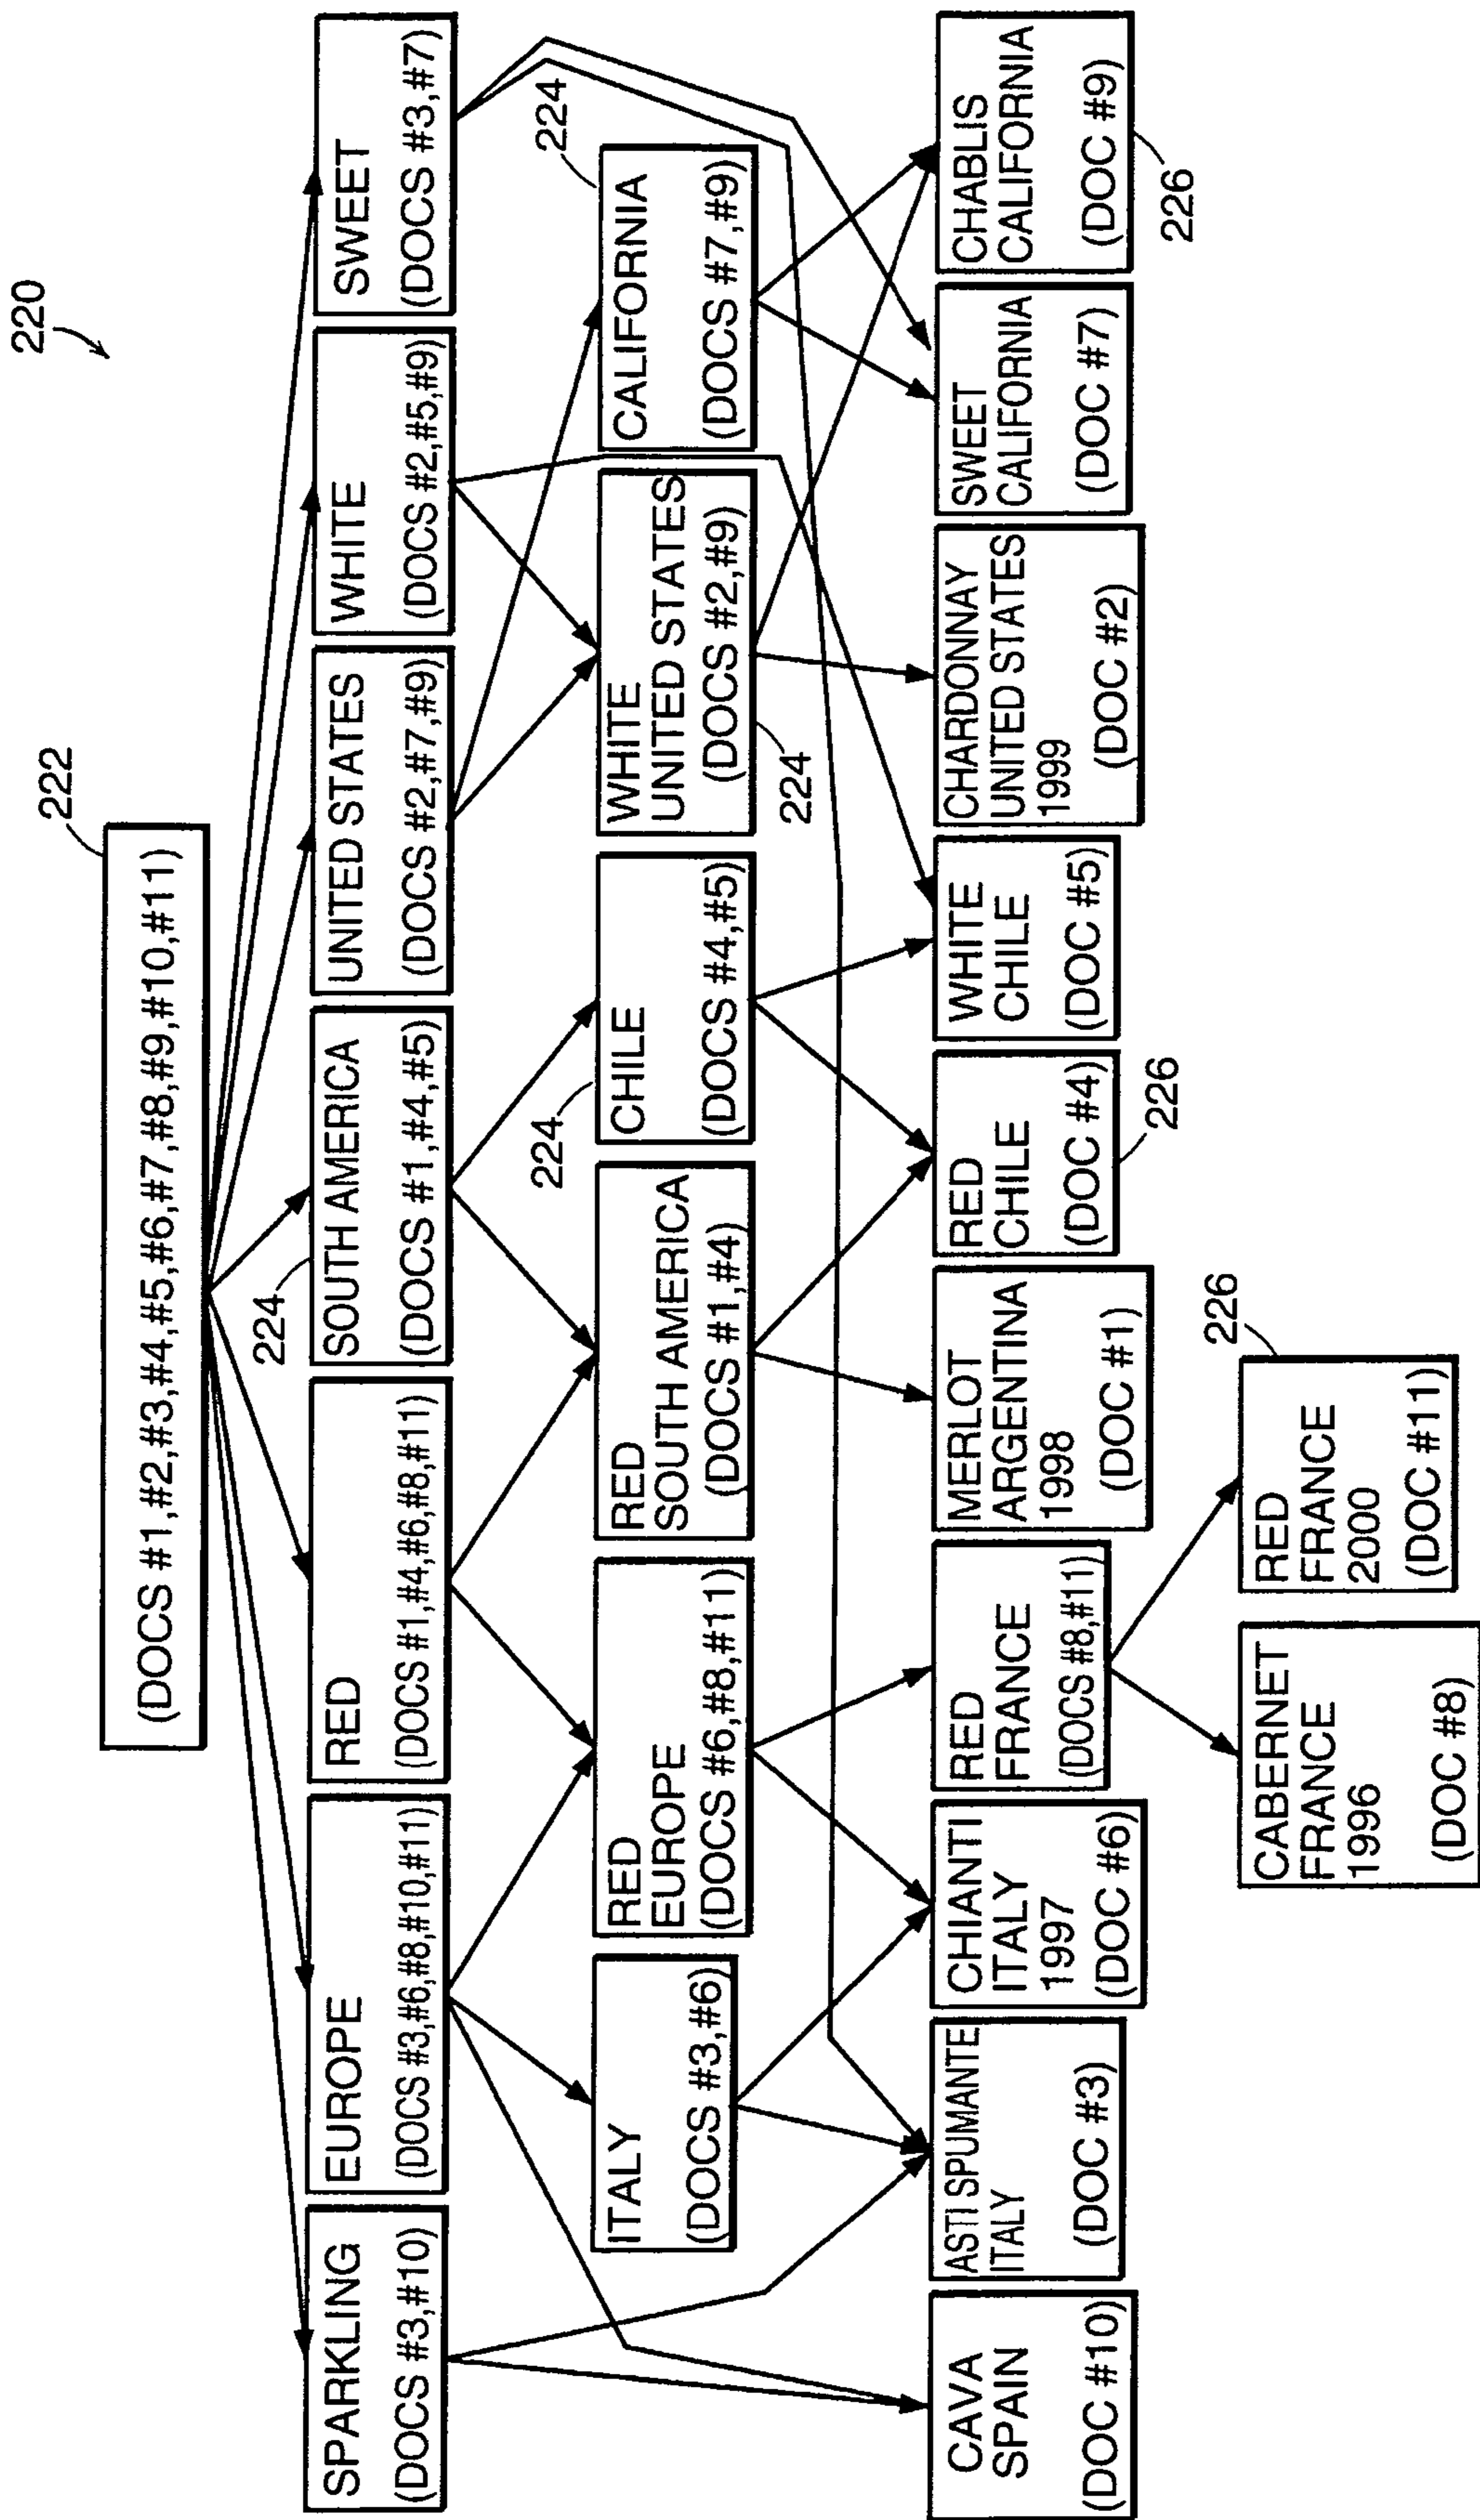 220
222
(DOCS #1,#2,#3,#4,#5,#6,#7,#8,#9,#10,#11)
SPARKLING
(DOCS #3,#10)
EUROPE
(DOCS #3,#6,#8,#10,#11)
RED
(DOCS #1,#4,#6,#8,#11)
224
SOUTH AMERICA
(DOCS #1,#4,#5)
UNITED STATES
(DOCS #2,#7,#9)
WHITE
(DOCS #2,#5,#9)
SWEET
(DOCS #3,#7)
ITALY
(DOCS #3,#6)
RED
EUROPE
(DOCS #6,#8,#11)
RED
SOUTH AMERICA
(DOCS #1,#4)
224
CHILE
(DOCS #4,#5)
WHITE
UNITED STATES
(DOCS #2,#9)
224
224
CALIFORNIA
(DOCS #7,#9)
CAVA
SPAIN
(DOC #10)
ASTI SPUMANTE
ITALY
(DOC #3)
CHIANTI
ITALY
1997
(DOC #6)
RED
FRANCE
(DOCS #8,#11)
MERLOT
ARGENTINA
1998
(DOC #1)
RED
CHILE
(DOC #4)
226
WHITE
CHILE
(DOC #5)
CHARDONNAY
UNITED STATES
1999
(DOC #2)
SWEET
CALIFORNIA
(DOC #7)
CHABLIS
CALIFORNIA
(DOC #9)
226
CABERNET
FRANCE
1996
(DOC #8)
226
RED
FRANCE
2000
(DOC #11)